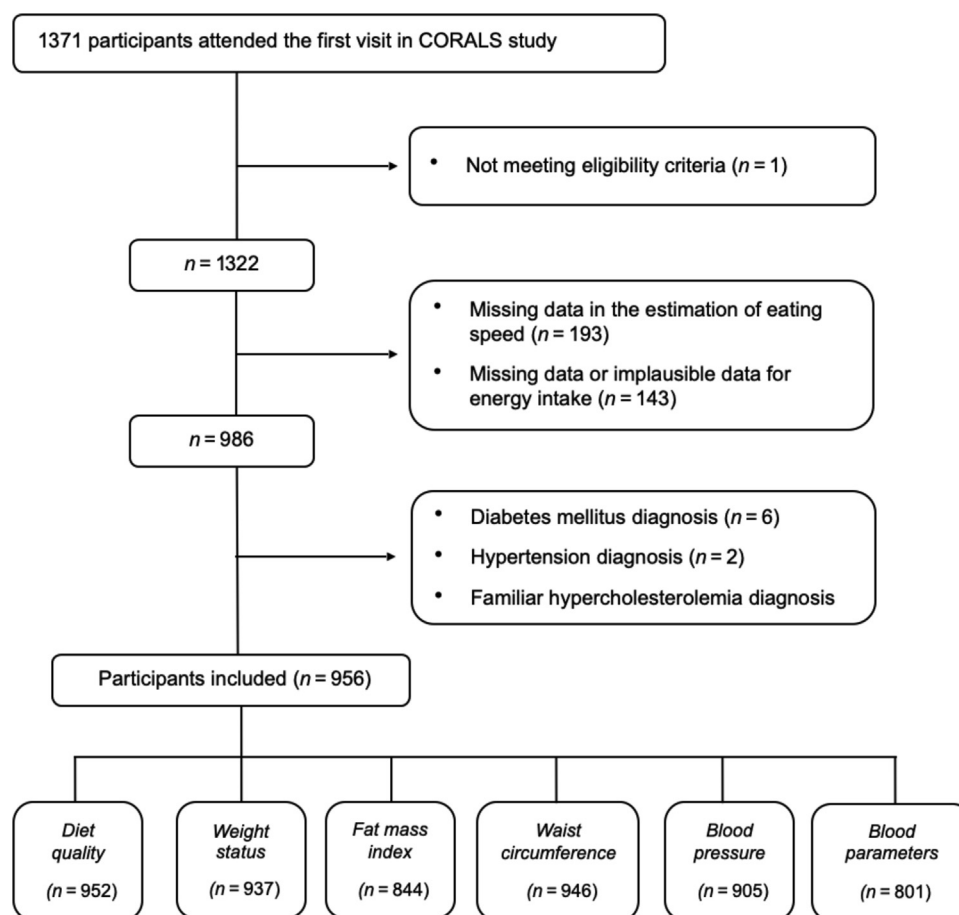 1371 participants attended the first visit in CORALS study
• Not meeting eligibility criteria (n = 1)
n = 1322
• Missing data in the estimation of eating
speed (n = 193)
• Missing data or implausible data for
energy intake (n = 143)
n = 986
• Diabetes mellitus diagnosis (n = 6)
• Hypertension diagnosis (n = 2)
• Familiar hypercholesterolemia diagnosis
Participants included (n = 956)
Diet
quality
(n = 952)
Weight
status
(n = 937)
Fat mass
index
(n = 844)
Waist
circumference
(n = 946)
Blood
pressure
(n = 905)
Blood
parameters
(n = 801)